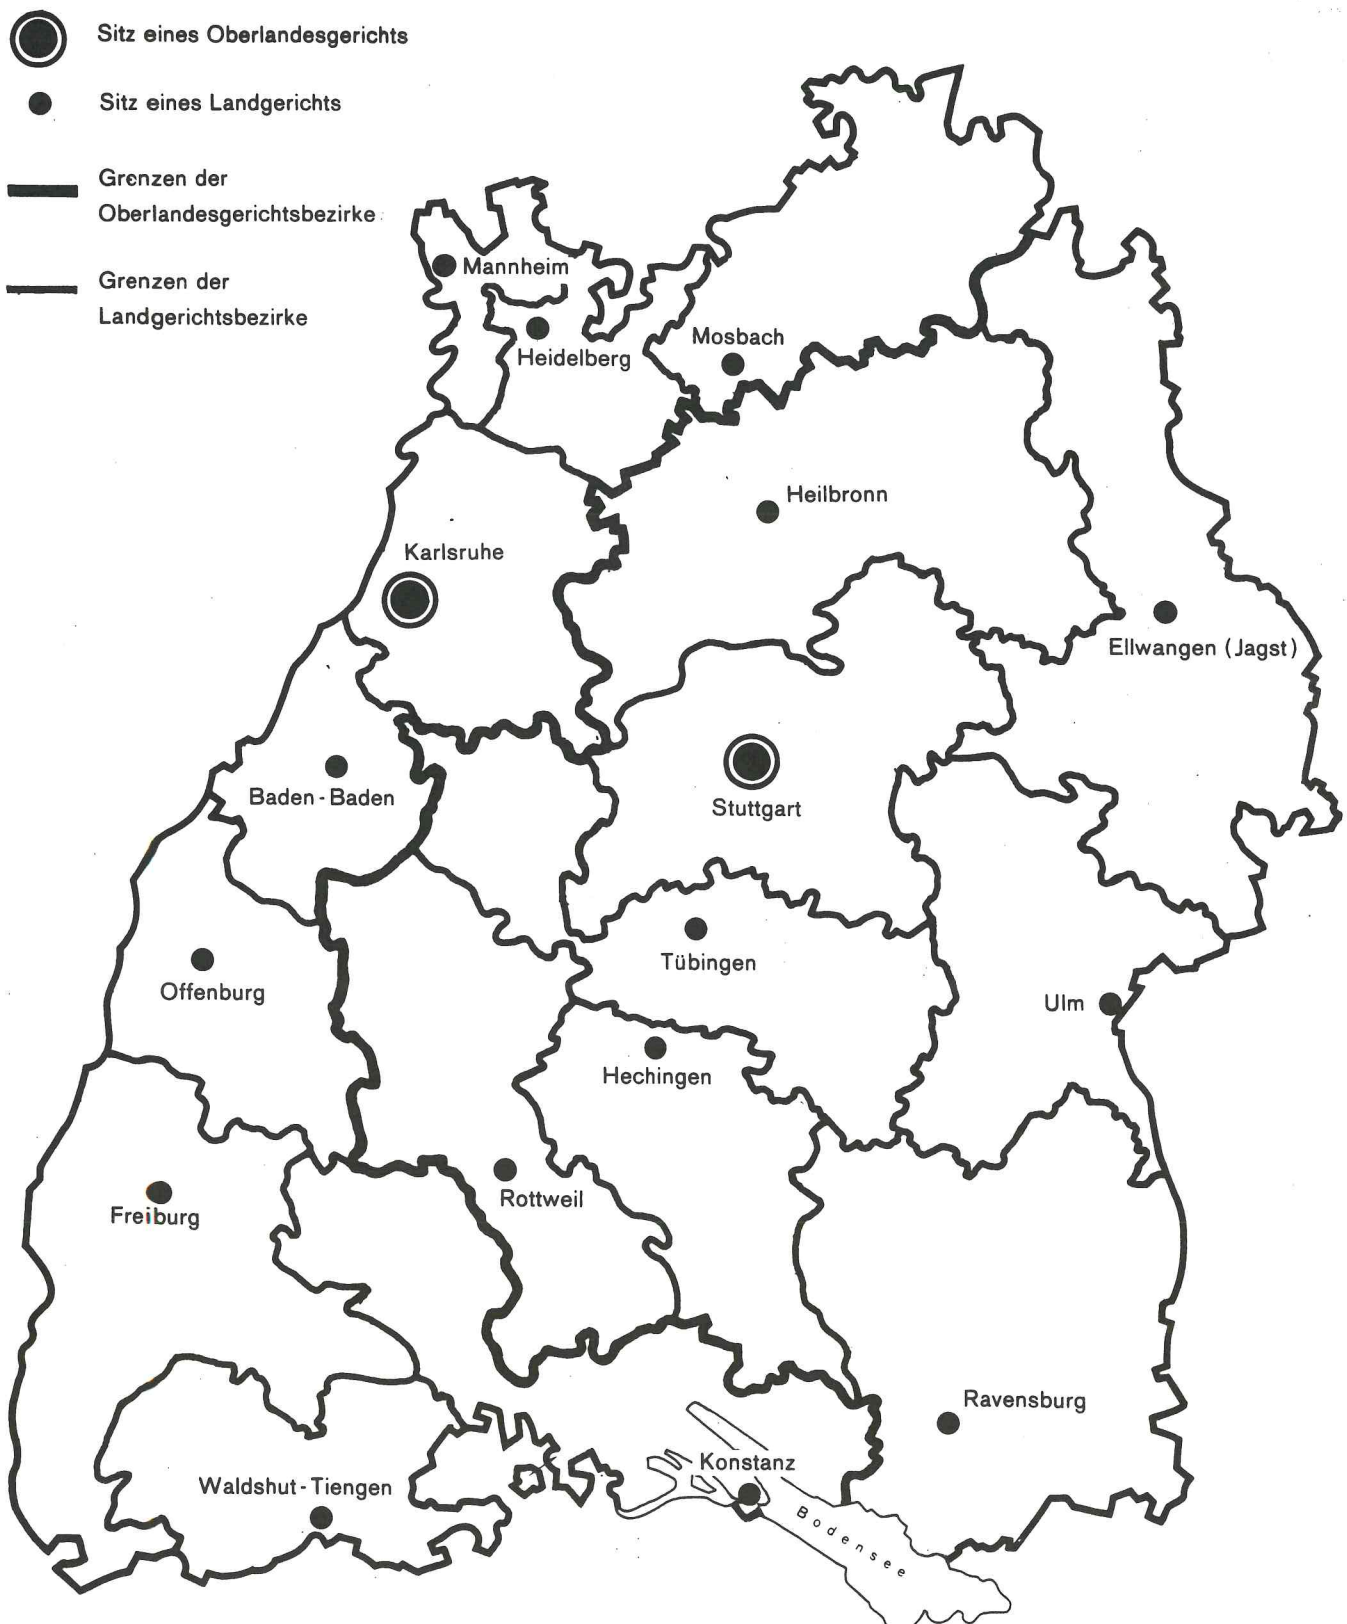 Sitz eines Oberlandesgerichts
Sitz eines Landgerichts
Grenzen der
Oberlandesgerichtsbezirke
Grenzen der
Landgerichtsbezirke
Mannheim
Heidelberg
Mosbach
Heilbronn
Karlsruhe
Ellwangen (Jagst)
Baden-Baden
Stuttgart
Tübingen
Offenburg
Ulm
Hechingen
Rottweil
Freiburg
Ravensburg
Konstanz
Waldshut-Tiengen
Bodensee